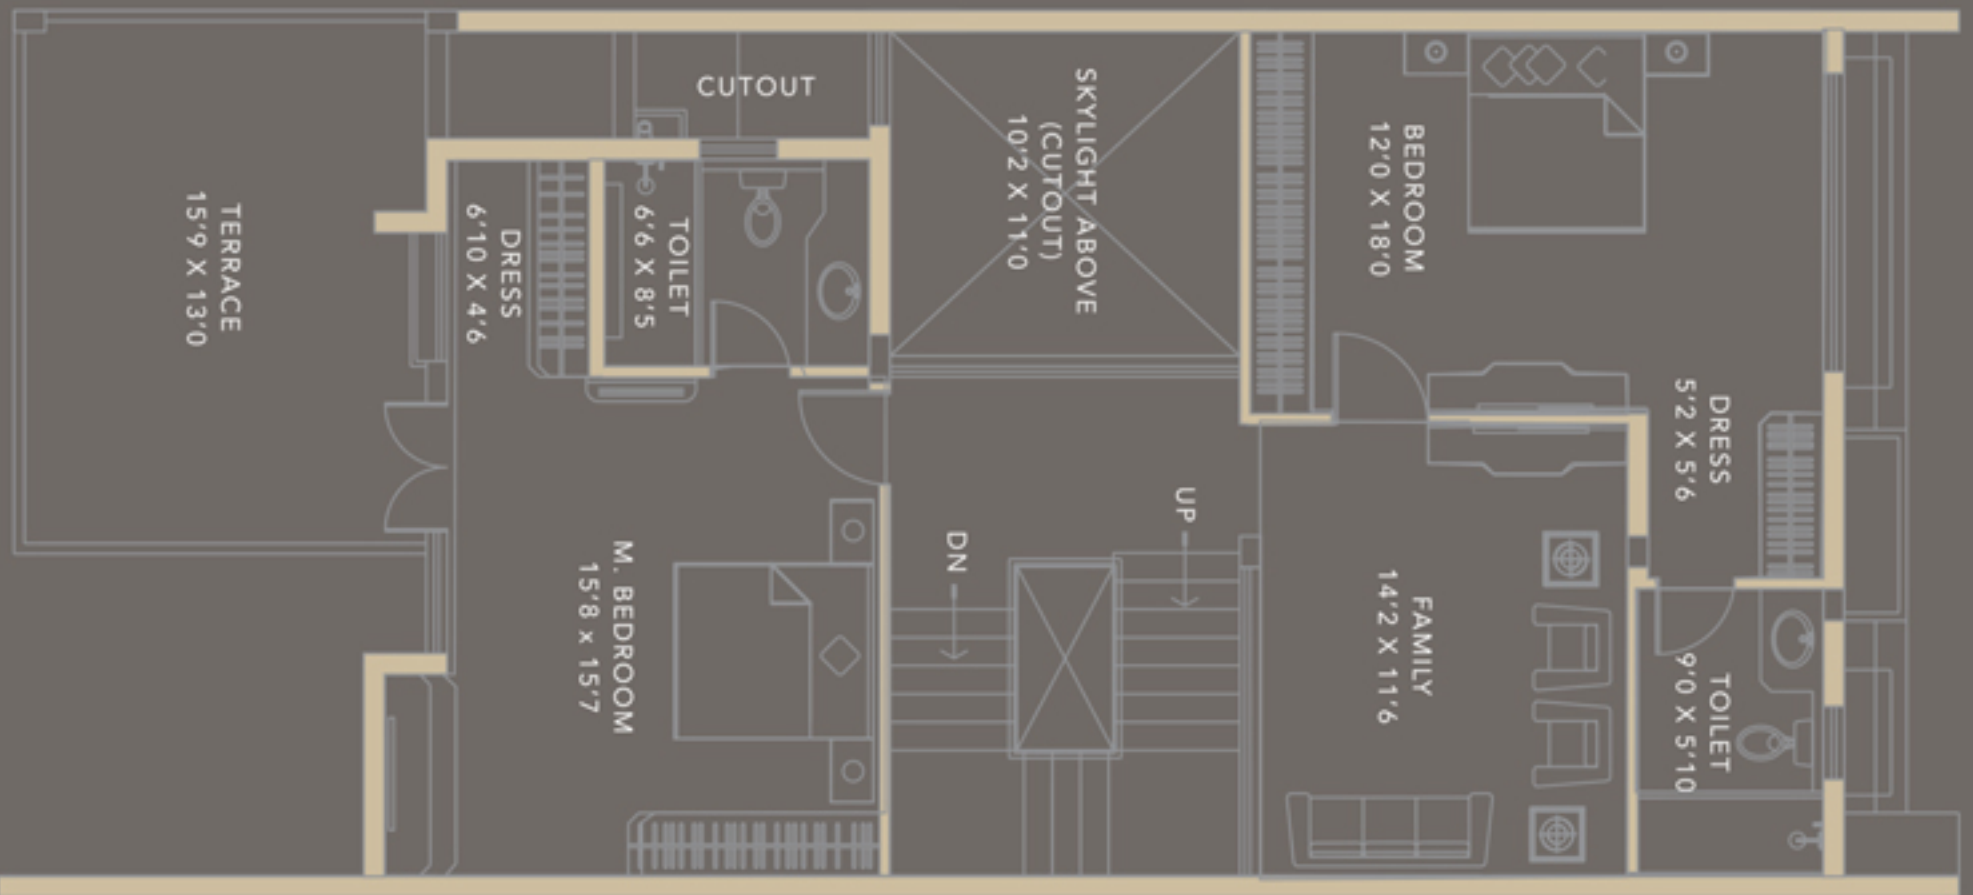 CUTOUT
TERRACE
15'9 X 13'0
DRESS
6'10 X 4'6
TOILET
6'6 X 8'5
SKYLIGHT ABOVE
(CUTOUT)
10'2 X 11'0
BEDROOM
12'0 X 18'0
DRESS
5'2 X 5'6
M. BEDROOM
15'8 x 15'7
DN
UP
FAMILY
14'2 X 11'6
TOILET
9'0 X 5'10